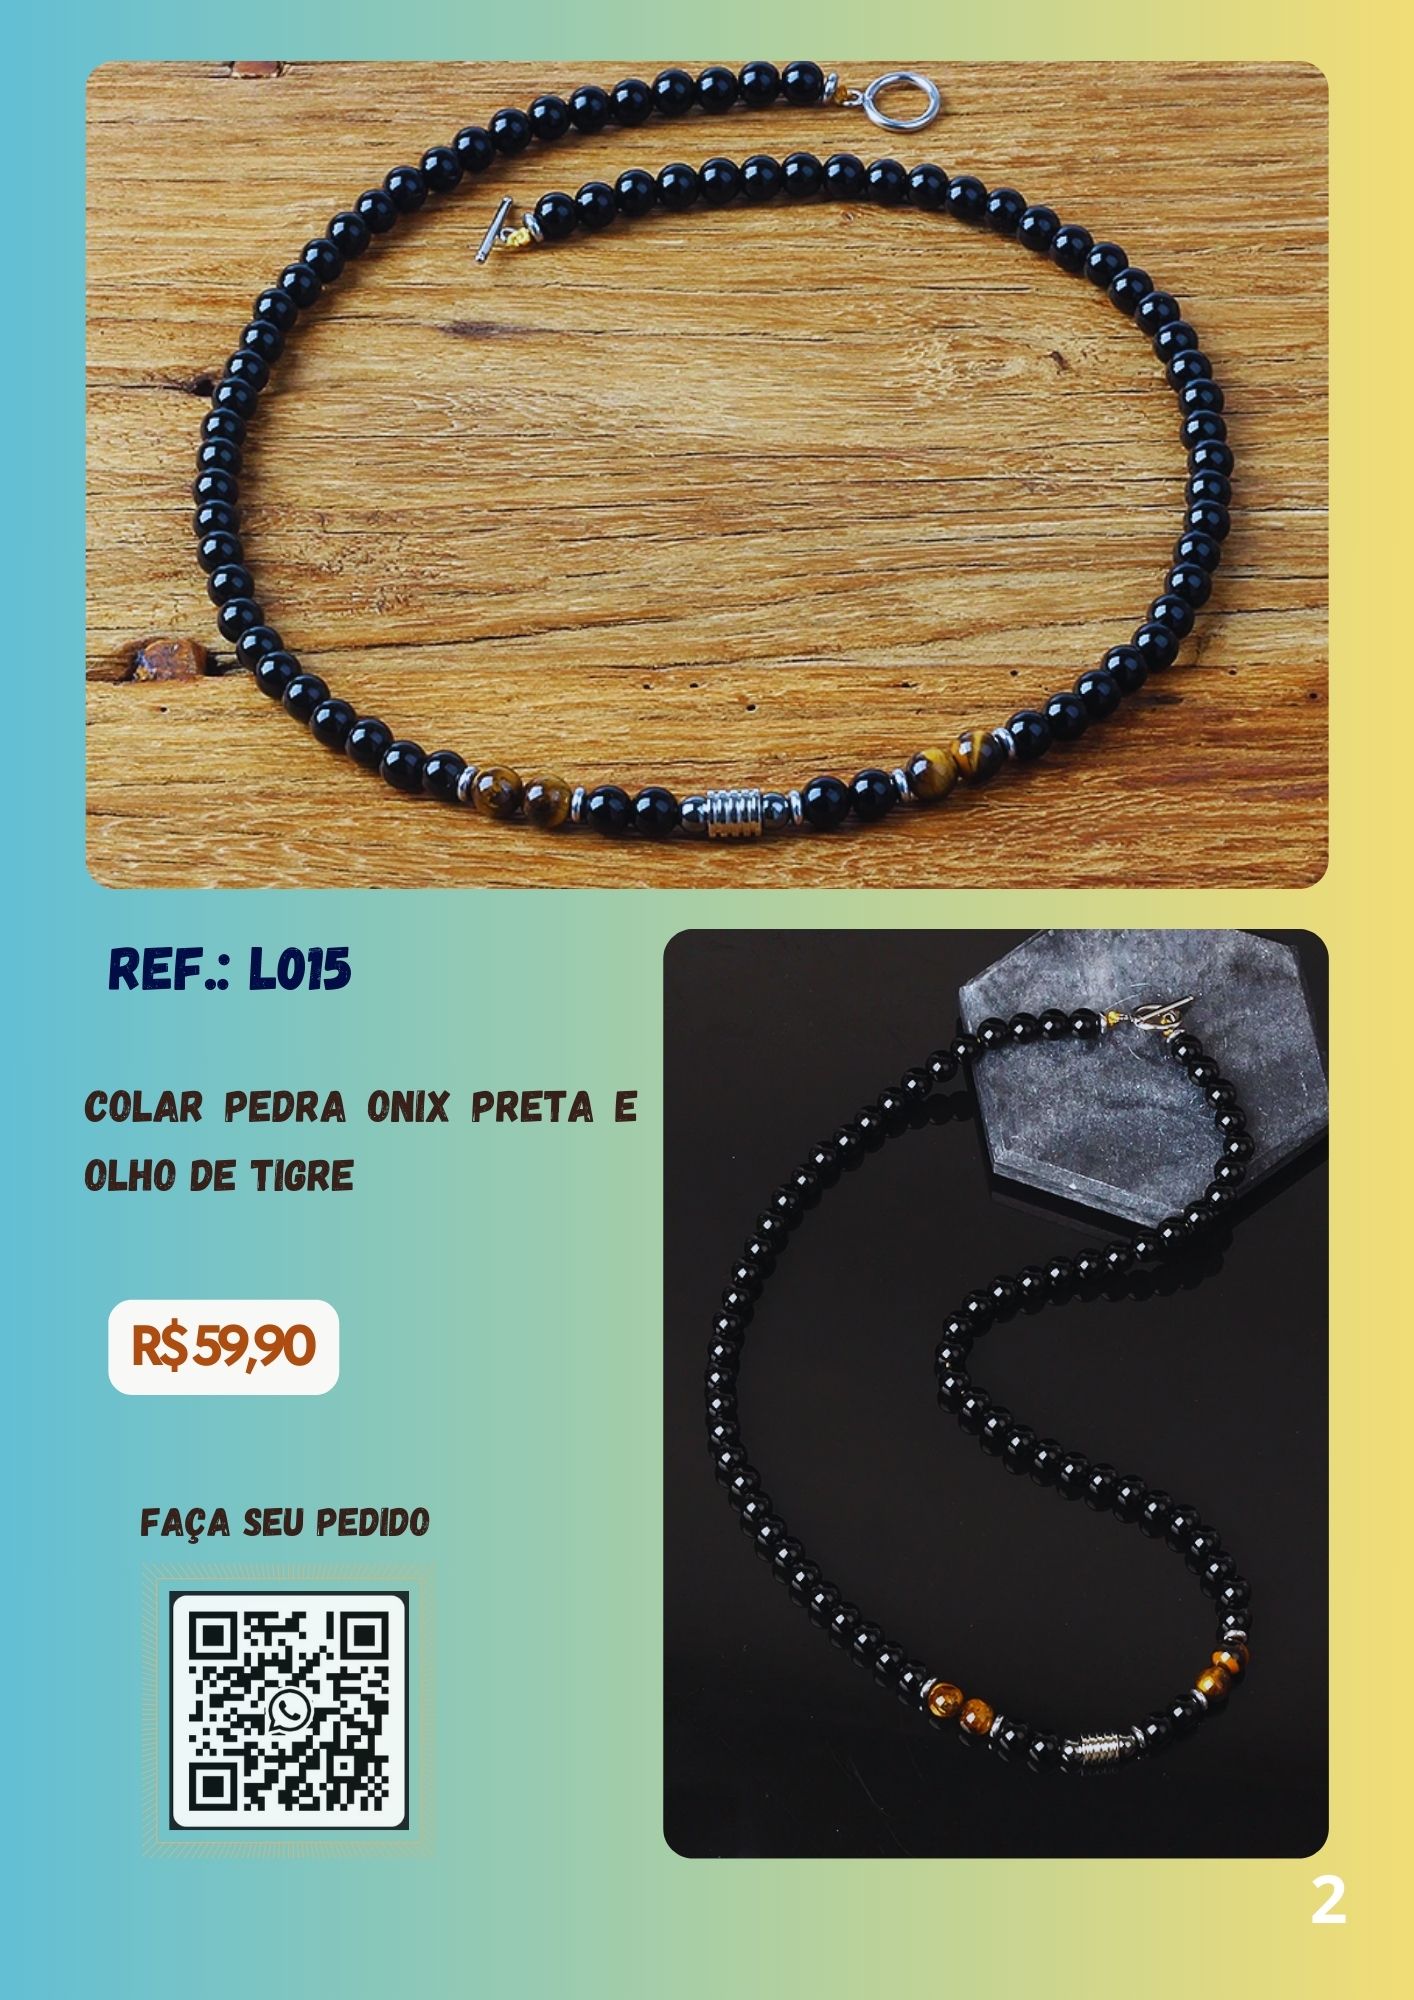 REF.: L015
COLAR PEDRA ONIX PRETA E
OLHO DE TIGRE
R$ 59,90
FAÇA SEU PEDIDO
2